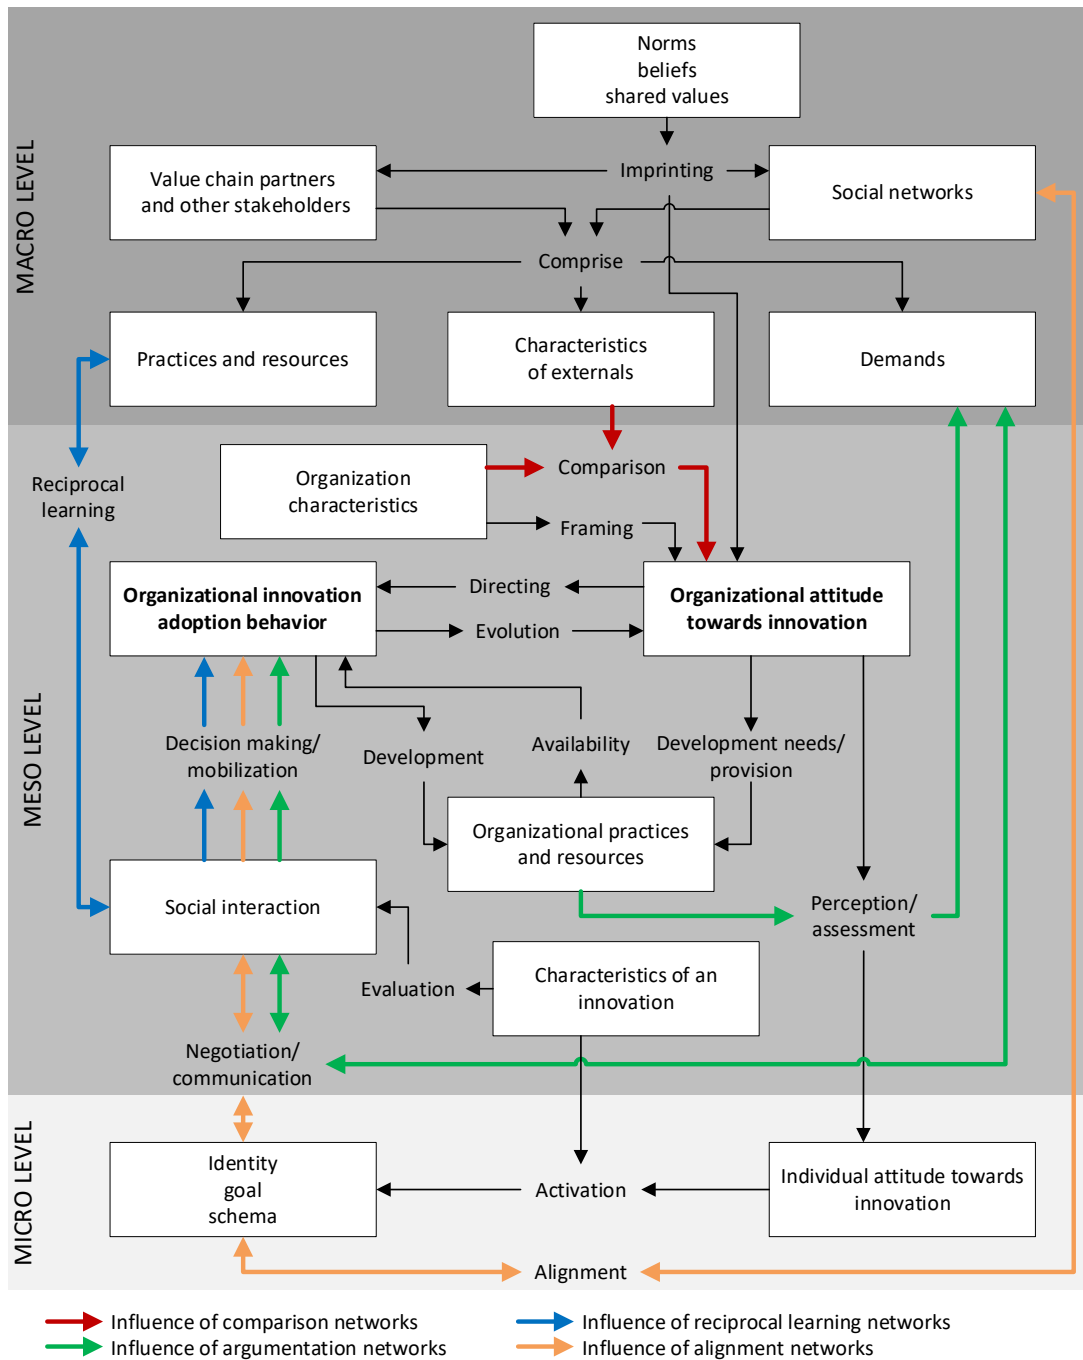 MACRO LEVEL
Norms
beliefs
shared values
Imprinting
Value chain partners
and other stakeholders
Social networks
Comprise
Practices and resources
Characteristics
of externals
Demands
MESO LEVEL
Reciprocal
learning
Organization
characteristics
Comparison
Framing
Organizational innovation
adoption behavior
Directing
Evolution
Organizational attitude
towards innovation
Decision making/
mobilization
Development
Availability
Development needs/
provision
Organizational practices
and resources
Social interaction
Perception/
assessment
Evaluation
Characteristics of an
innovation
Negotiation/
communication
MICRO LEVEL
Identity
goal
schema
Activation
Individual attitude towards
innovation
Alignment
Influence of comparison networks
Influence of reciprocal learning networks
Influence of argumentation networks
Influence of alignment networks